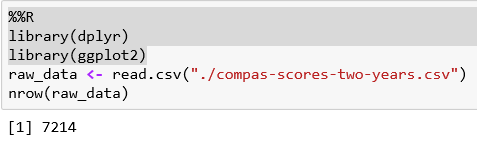 %%R
library(dplyr)
library(ggplot2)
raw_data <- read.csv("./compas-scores-two-years.csv")
nrow(raw_data)
[1] 7214